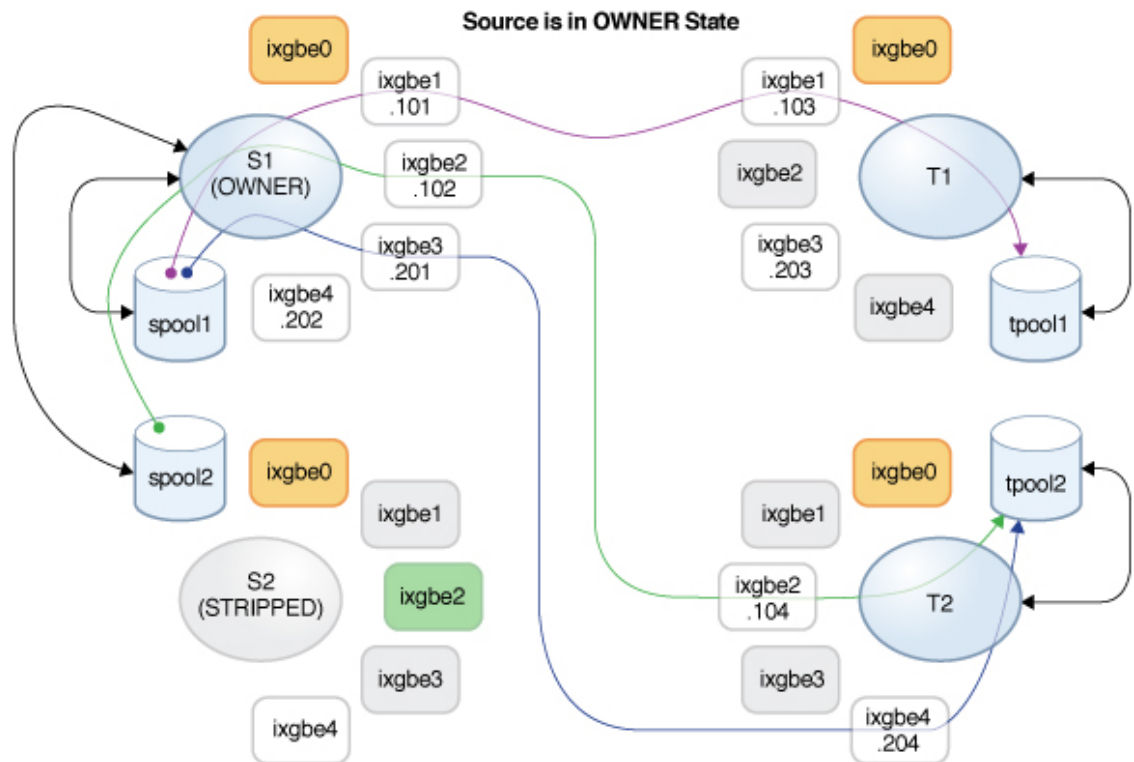 Source is in OWNER State
ixgbe0
ixgbe1
.101
S1
(OWNER)
ixgbe2
.102
ixgbe3
.201
ixgbe4
.202
spool1
spool2
ixgbe0
ixgbe1
S2
(STRIPPED)
ixgbe2
ixgbe3
ixgbe4
ixgbe0
ixgbe1
.103
ixgbe2
T1
ixgbe3
.203
ixgbe4
tpool1
ixgbe0
tpool2
ixgbe1
ixgbe2
.104
T2
ixgbe3
ixgbe4
.204